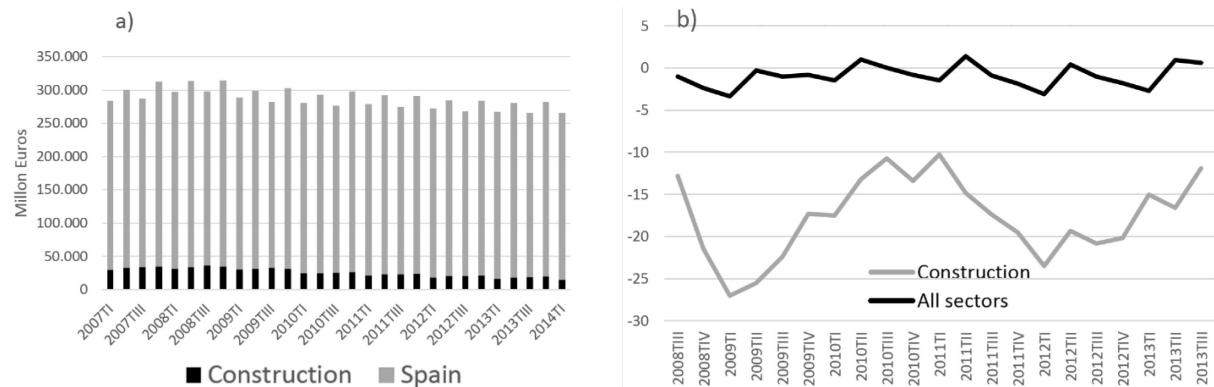 a)
Millon Euros
350.000
300.000
250.000
200.000
150.000
100.000
50.000
0
2007TI
2007TIII
2008TI
2008TIII
2009TI
2009TIII
2010TI
2010TIII
2011TI
2011TIII
2012TI
2012TIII
2013TI
2013TIII
2014TI
Construction
Spain
b)
5
0
-5
-10
-15
-20
-25
-30
Construction
All sectors
2008TIII
2008TIV
2009TI
2009TII
2009TIII
2009TIV
2010TI
2010TII
2010TIII
2010TIV
2011TI
2011TII
2011TIII
2011TIV
2012TI
2012TII
2012TIII
2012TIV
2013TI
2013TII
2013TIII